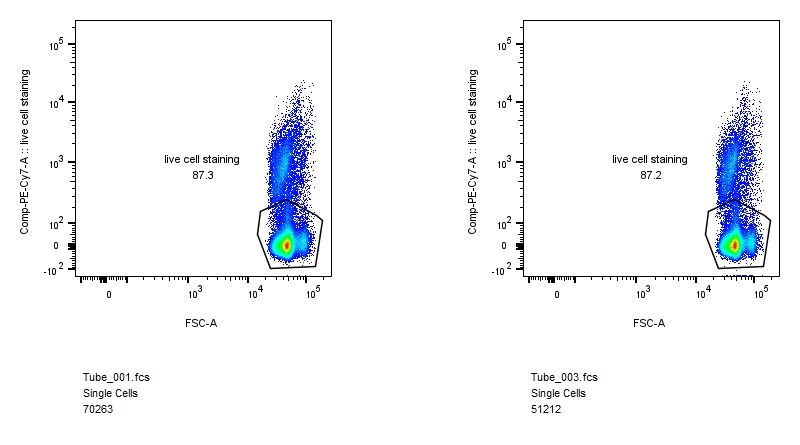 10^5
10^4
10^3
10^2
0
-10^2
Comp-PE-Cy7-A :: live cell staining
live cell staining
87.3
0
10^3
10^4
10^5
FSC-A
Tube_001.fcs
Single Cells
70263
10^5
10^4
10^3
10^2
0
-10^2
Comp-PE-Cy7-A :: live cell staining
live cell staining
87.2
0
10^3
10^4
10^5
FSC-A
Tube_003.fcs
Single Cells
51212